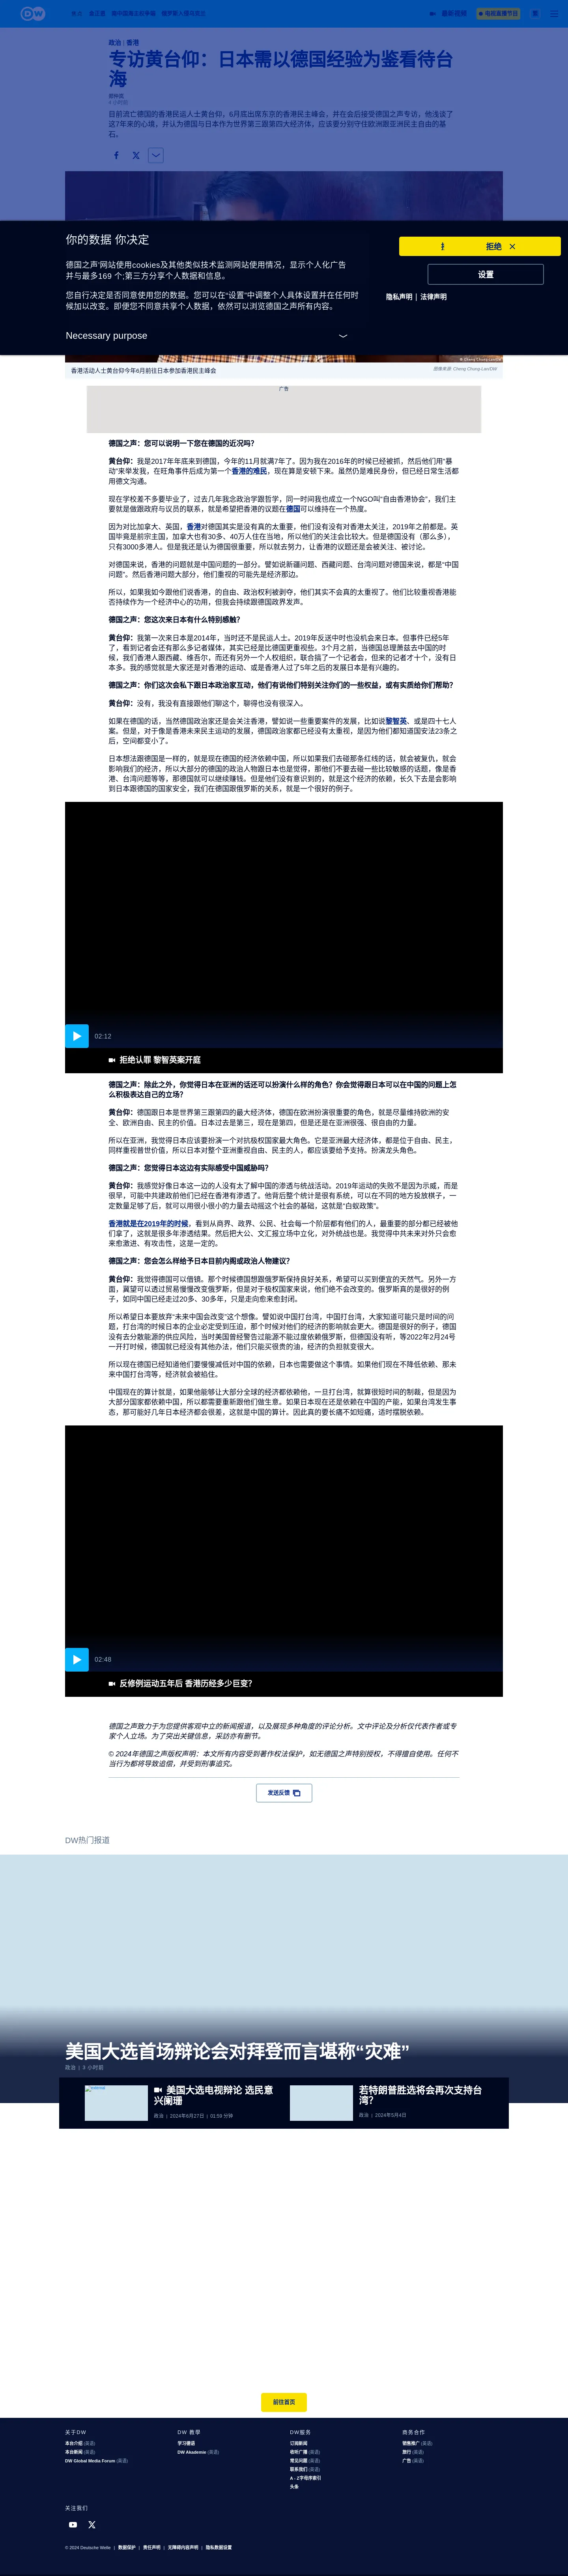 DW
德中国南北面争端
俄罗斯入侵乌克兰
最新视频
电视直播节目
政治 | 香港
专访黄台仰：日本需以德国经验为鉴看待台
海
4 小时前
目前流亡德国的香港民运人士黄台仰，6月底出席东京的香港民主峰会，并在会后接受德国之声专访，他浅谈了
这7年来的心境，并认为德国与日本作为世界第三跟第四大经济体，应该要分别守住欧洲跟亚洲民主自由的基
石。
你的数据 你决定
德国之声‘网站使用cookies及其他类似技术监测网站使用情况，显示个人化广告
并与最多169 个;第三方分享个人数据和信息。
您自行决定是否同意使用您的数据。您可以在“设置”中调整个人具体设置并在任何时
候加以改变。即使您不同意共享个人数据，依然可以浏览德国之声所有内容。
Necessary purpose
拒绝
设置
隐私声明 | 法律声明
香港活动人士黄台仰今年6月前往日本参加香港民主峰会
图像来源: Cheng Chung Lan/DW
广告
德国之声：您可以说明一下您在德国的近况吗？
黄台仰：我是2017年年底来到德国，今年的11月就满7年了。因为我在2016年的时候已经被抓，然后他们用“暴
动”来举发我，在旺角事件后成为第一个香港的难民，现在算是安顿下来。虽然仍是难民身份，但已经日常生活都
用德文沟通。
现在学校差不多要毕业了，过去几年我念政治学跟哲学，同一时间我也成立一个NGO叫“自由香港协会”，我们主
要就是做跟政府与议员的联系，就是希望把香港的议题在德国可以维持在一个热度。
因为对比加拿大、英国，香港对德国其实是没有真的太重要，他们没有没有对香港太关注，2019年之前都是。英
国毕竟是前宗主国，加拿大也有30多、40万人住在当地，所以他们的关注会比较大。但是德国没有（那么多），
只有3000多港人。但是我还是认为德国很重要，所以就去努力，让香港的议题还是会被关注、被讨论。
对德国来说，香港的问题就是中国问题的一部分。譬如说新疆问题、西藏问题、台湾问题对德国来说，都是“中国
问题”。然后香港问题大部分，他们重视的可能先是经济那边。
所以，如果我如今跟他们说香港，的自由、政治权利被剥夺，他们其实不会真的太重视了。他们比较重视香港能
否持续作为一个经济中心的功用，但我会持续跟德国政界发声。
德国之声：您这次来日本有什么特别感触？
黄台仰：我第一次来日本是2014年，当时还不是民运人士。2019年反送中时也没机会来日本。但事件已经5年
了，看到记者会还有那么多记者媒体，其实已经是比德国更重视些。3个月之前，当德国总理萧兹去中国的时
候，我们香港人跟西藏、维吾尔，而还有另外一个人权组织，联合搞了一个记者会，但来的记者才十个，没有日
本多。我的感觉就是大家还是对香港的运动、或是香港人过了5年之后的发展日本是有兴趣的。
德国之声：你们这次会私下跟日本政治家互动，他们有说他们特别关注你们的一些权益，或有实质给你们帮助？
黄台仰：没有，我没有直接跟他们聊这个，聊得也没有很深入。
如果在德国的话，当然德国政治家还是会关注香港，譬如说一些重要案件的发展，比如说黎智英、或是四十七人
案。但是，对于像是香港未来民主运动的发展，德国政治家都已经没有太重视，是因为他们都知道国安法23条之
后，空间都变小了。
日本想法跟德国是一样的，就是现在德国的经济依赖中国，所以如果我们去碰那条红线的话，就会被复仇，就会
影响我们的经济，所以大部分的德国的政治人物跟日本也是觉得，那他们不要去碰一些比较敏感的话题，像是香
港、台湾问题等等，那德国就可以继续赚钱。但是他们没有意识到的，就是这个经济的依赖，长久下去是会影响
到日本跟德国的国家安全，我们在德国跟俄罗斯的关系，就是一个很好的例子。
02:12
拒绝认罪 黎智英案开庭
德国之声：除此之外，你觉得日本在亚洲的话还可以扮演什么样的角色？你会觉得跟日本可以在中国的问题上怎
么积极表达自己的立场？
黄台仰：德国跟日本是世界第三跟第四的最大经济体，德国在欧洲扮演很重要的角色，就是尽量维持欧洲的安
全、欧洲自由、民主的价值。日本过去是第三，现在是第四，但是还是在亚洲很强、很自由的力量。
所以在亚洲，我觉得日本应该要扮演一个对抗极权国家最大角色。它是亚洲最大经济体，都是位于自由、民主，
同样重视普世价值，所以日本对整个亚洲重视自由、民主的人，都应该要给予支持。扮演龙头角色。
德国之声：您觉得日本这边有实际感受中国威胁吗？
黄台仰：我感觉好像日本这一边的人没有太了解中国的渗透与统战活动。2019年运动的失败不是因为示威，而是
很早，可能中共建政前他们已经在香港有渗透了。他背后整个统计是很有系统，可以在不同的地方投放棋子，一
定数量足够了后，就可以用很小很小的力量去动摇这个社会的基础，这就是“白蚁政策”。
香港就是在2019年的时候，看到从商界、政界、公民、社会每一个阶层都有他们的人，最重要的部分都已经被他
们拿了，这就是很多年渗透结果。然后把大公、文汇报立场中立化，对外统战也是。我觉得中共未来对外只会愈
来愈激进、有攻击性，这是一定的。
德国之声：您会怎么样给予日本目前内阁或政治人物建议？
黄台仰：我觉得德国可以借镜。那个时候德国想跟俄罗斯保持良好关系，希望可以买到便宜的天然气。另外一方
面，冀望可以透过贸易慢慢改变俄罗斯，但是对于极权国家来说，他们绝不会改变的。俄罗斯真的是很好的例
子，如同中国已经走过20多、30多年，只是走向愈来愈封闭。
所以希望日本要放弃“未来中国会改变”这个想像。譬如说中国打台湾，中国打台湾，大家知道可能只是时间的问
题，打台湾的时候日本的企业必定受到压迫，那个时候对他们的经济的影响就会更大。德国是很好的例子，德国
没有去分散能源的供应风险，当时美国曾经警告过能源不能过度依赖俄罗斯，但德国没有听，等2022年2月24号
一开打时候，德国就已经没有其他办法，他们只能买很贵的油，经济的负担就变很大。
所以现在德国已经知道他们要慢慢减低对中国的依赖，日本也需要做这个事情。如果他们现在不降低依赖、那未
来中国打台湾等，经济就会被掐住。
中国现在的算计就是，如果他能够让大部分全球的经济都依赖他，一旦打台湾，就算很短时间的制裁，但是因为
大部分国家都依赖中国，所以都需要重新跟他们做生意。如果日本现在还是依赖在中国的产能，如果台湾发生事
态，那可能好几年日本经济都会很差，这就是中国的算计。因此真的要长痛不如短痛，适时摆脱依赖。
02:48
反修例运动五年后 香港历经多少巨变？
德国之声致力于为您提供客观中立的新闻报道，以及展现多种角度的评论分析。文中评论及分析仅代表作者或专
家个人立场。为了突出关键信息，采访亦有删节。
© 2024年德国之声版权声明：本文所有内容受到著作权法保护，如无德国之声特别授权，不得擅自使用。任何不
当行为都将导致追偿，并受到刑事追究。
发送反馈
DW热门报道
美国大选首场辩论会对拜登而言堪称“灾难”
政治 | 3 小时前
美国大选电视辩论 选民意
兴阑珊
政治 | 2024年6月27日 | 01:59 分钟
若特朗普胜选将会再次支持台
湾？
政治 | 2024年5月4日
前往首页
关于DW
本台介绍 (英语)
本台新闻 (英语)
DW Global Media Forum (英语)
DW 教學
学习德语
DW Akademie (英语)
DW服务
订阅新闻
收听广播 (英语)
常见问题 (英语)
联系我们 (英语)
A - Z字母序索引
头条
商务合作
销售推广 (英语)
旅行 (英语)
广告 (英语)
关注我们
© 2024 Deutsche Welle | 数据保护 | 责任声明 | 无障碍内容声明 | 隐私数据设置